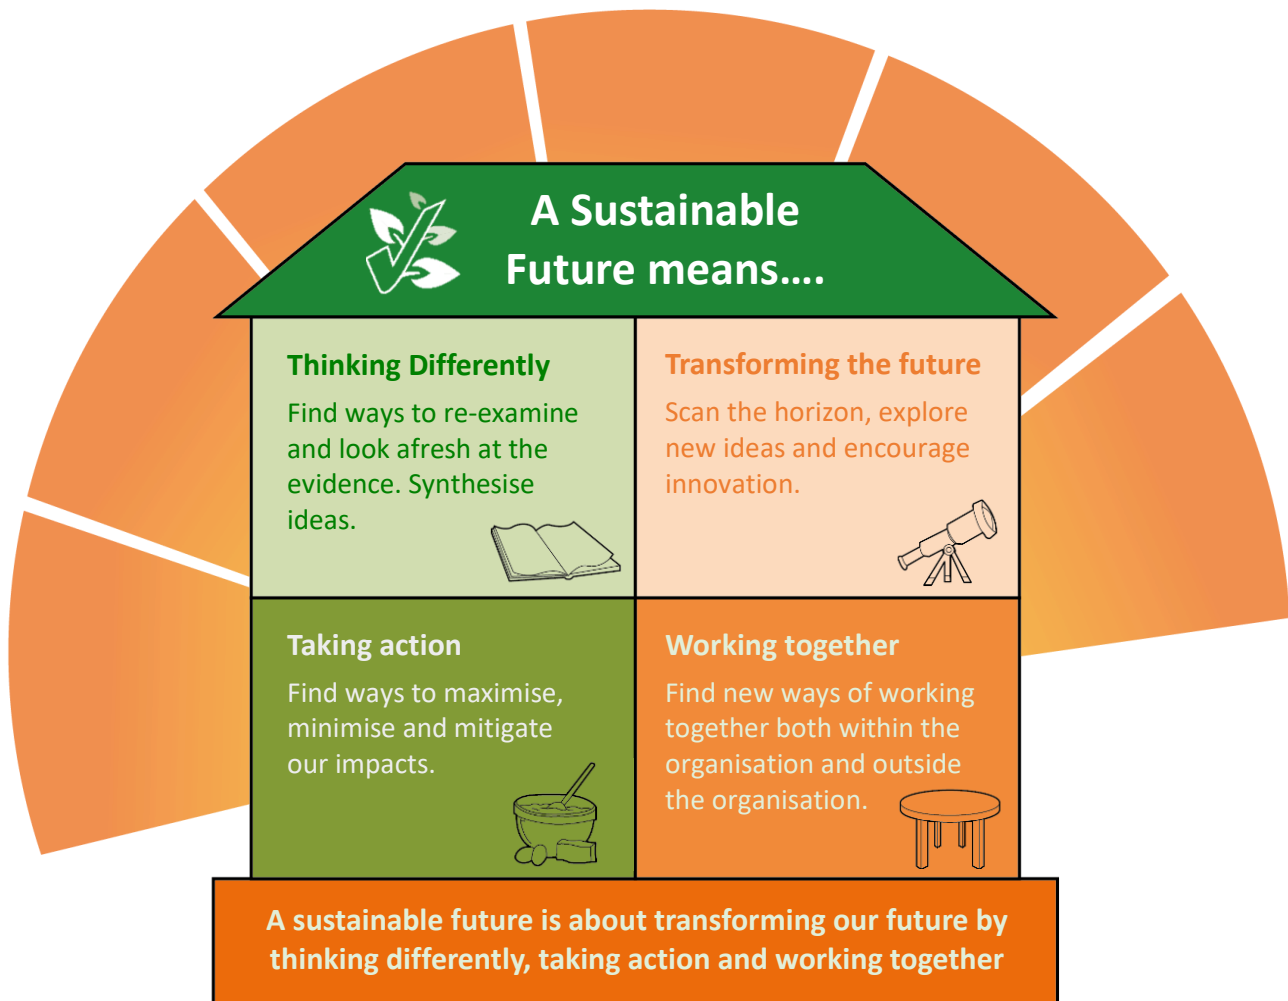 A Sustainable
Future means....
Thinking Differently
Find ways to re-examine
and look afresh at the
evidence. Synthesise
ideas.
Transforming the future
Scan the horizon, explore
new ideas and encourage
innovation.
Taking action
Find ways to maximise,
minimise and mitigate
our impacts.
Working together
Find new ways of working
together both within the
organisation and outside
the organisation.
A sustainable future is about transforming our future by
thinking differently, taking action and working together